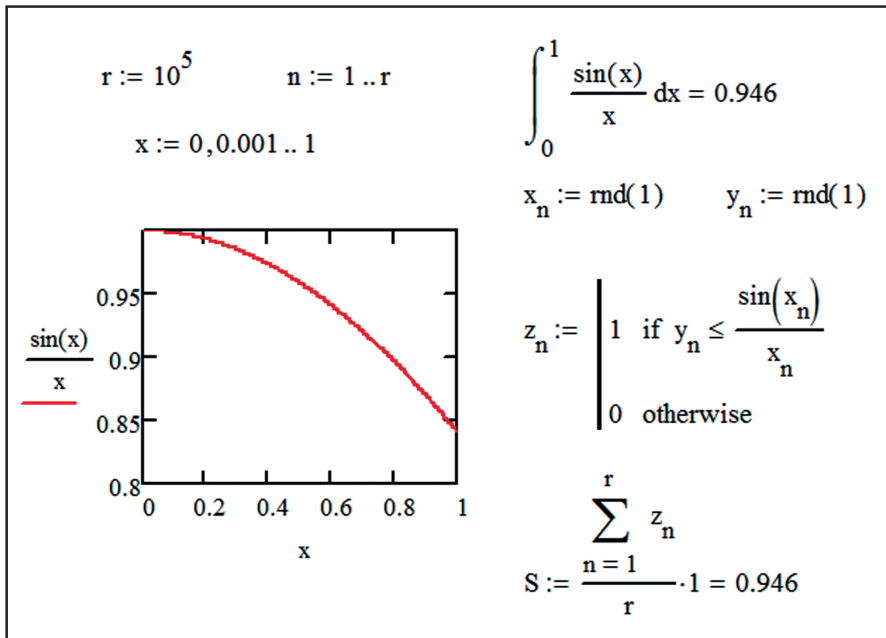 r := 10^5 n := 1 .. r
x := 0, 0.001 .. 1
0.95
0.9
0.85
0.8
sin(x)/x
0 0.2 0.4 0.6 0.8 1
x
∫_0^1 sin(x)/x dx = 0.946
x_n := rnd(1) y_n := rnd(1)
z_n := | 1 if y_n ≤ sin(x_n)/x_n
0 otherwise
S := (∑_{n = 1}^{r} z_n)/r · 1 = 0.946